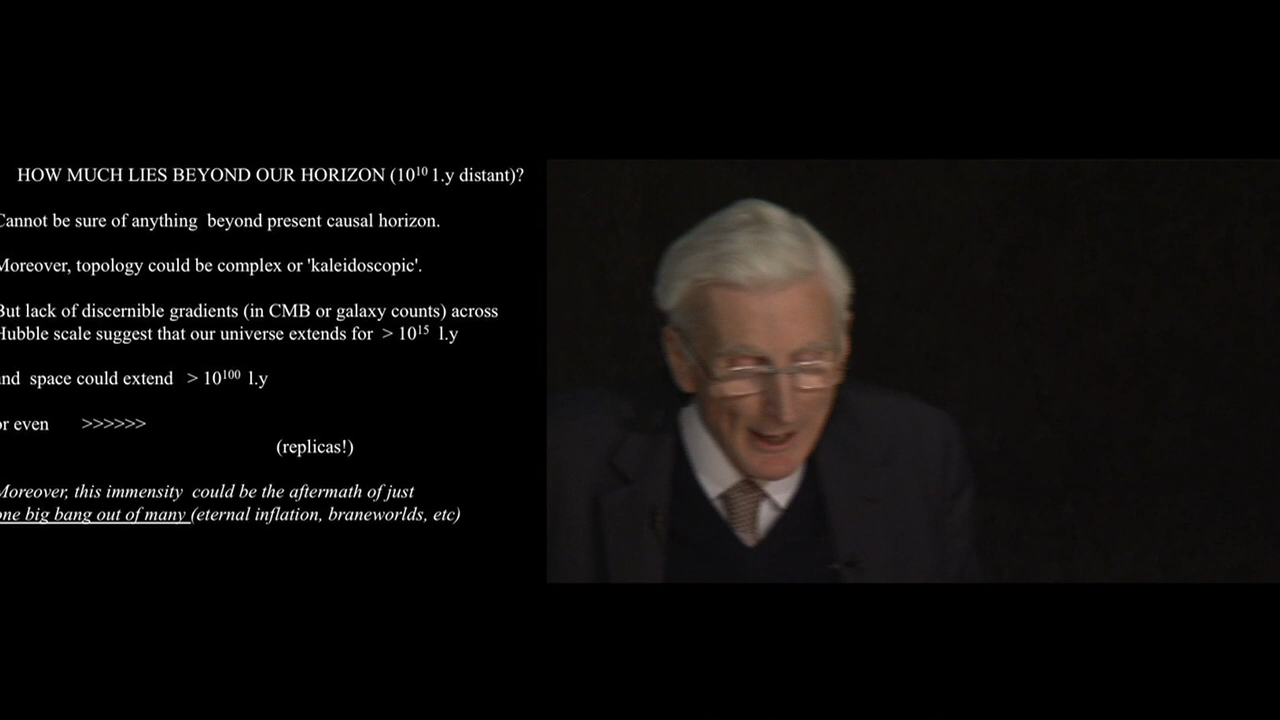 HOW MUCH LIES BEYOND OUR HORIZON (10¹⁰ l.y distant)?
Cannot be sure of anything beyond present causal horizon.
Moreover, topology could be complex or 'kaleidoscopic'.
But lack of discernible gradients (in CMB or galaxy counts) across
Hubble scale suggest that our universe extends for > 10¹⁵ l.y
and space could extend > 10¹⁰⁰ l.y
or even >>>>>>
(replicas!)
Moreover, this immensity could be the aftermath of just
one big bang out of many (eternal inflation, braneworlds, etc)